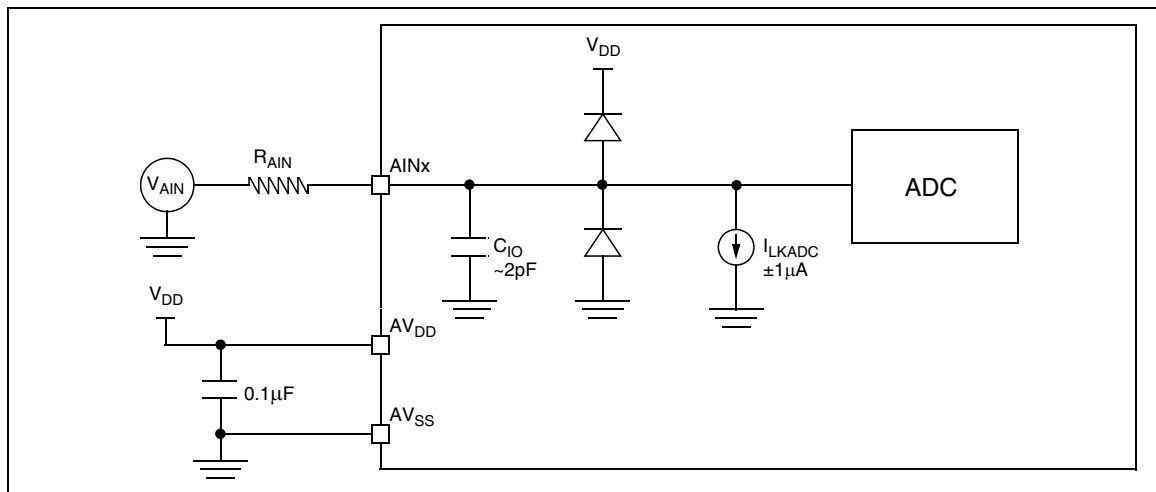 V_DD
R_AIN
AINx
V_AIN
ADC
C_IO
~2pF
I_LKADC
±1µA
V_DD
AV_DD
0.1µF
AV_SS